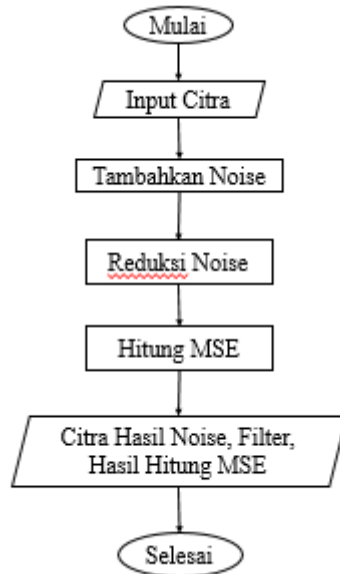 Mulai
Input Citra
Tambahkan Noise
Reduksi Noise
Hitung MSE
Citra Hasil Noise, Filter,
Hasil Hitung MSE
Selesai